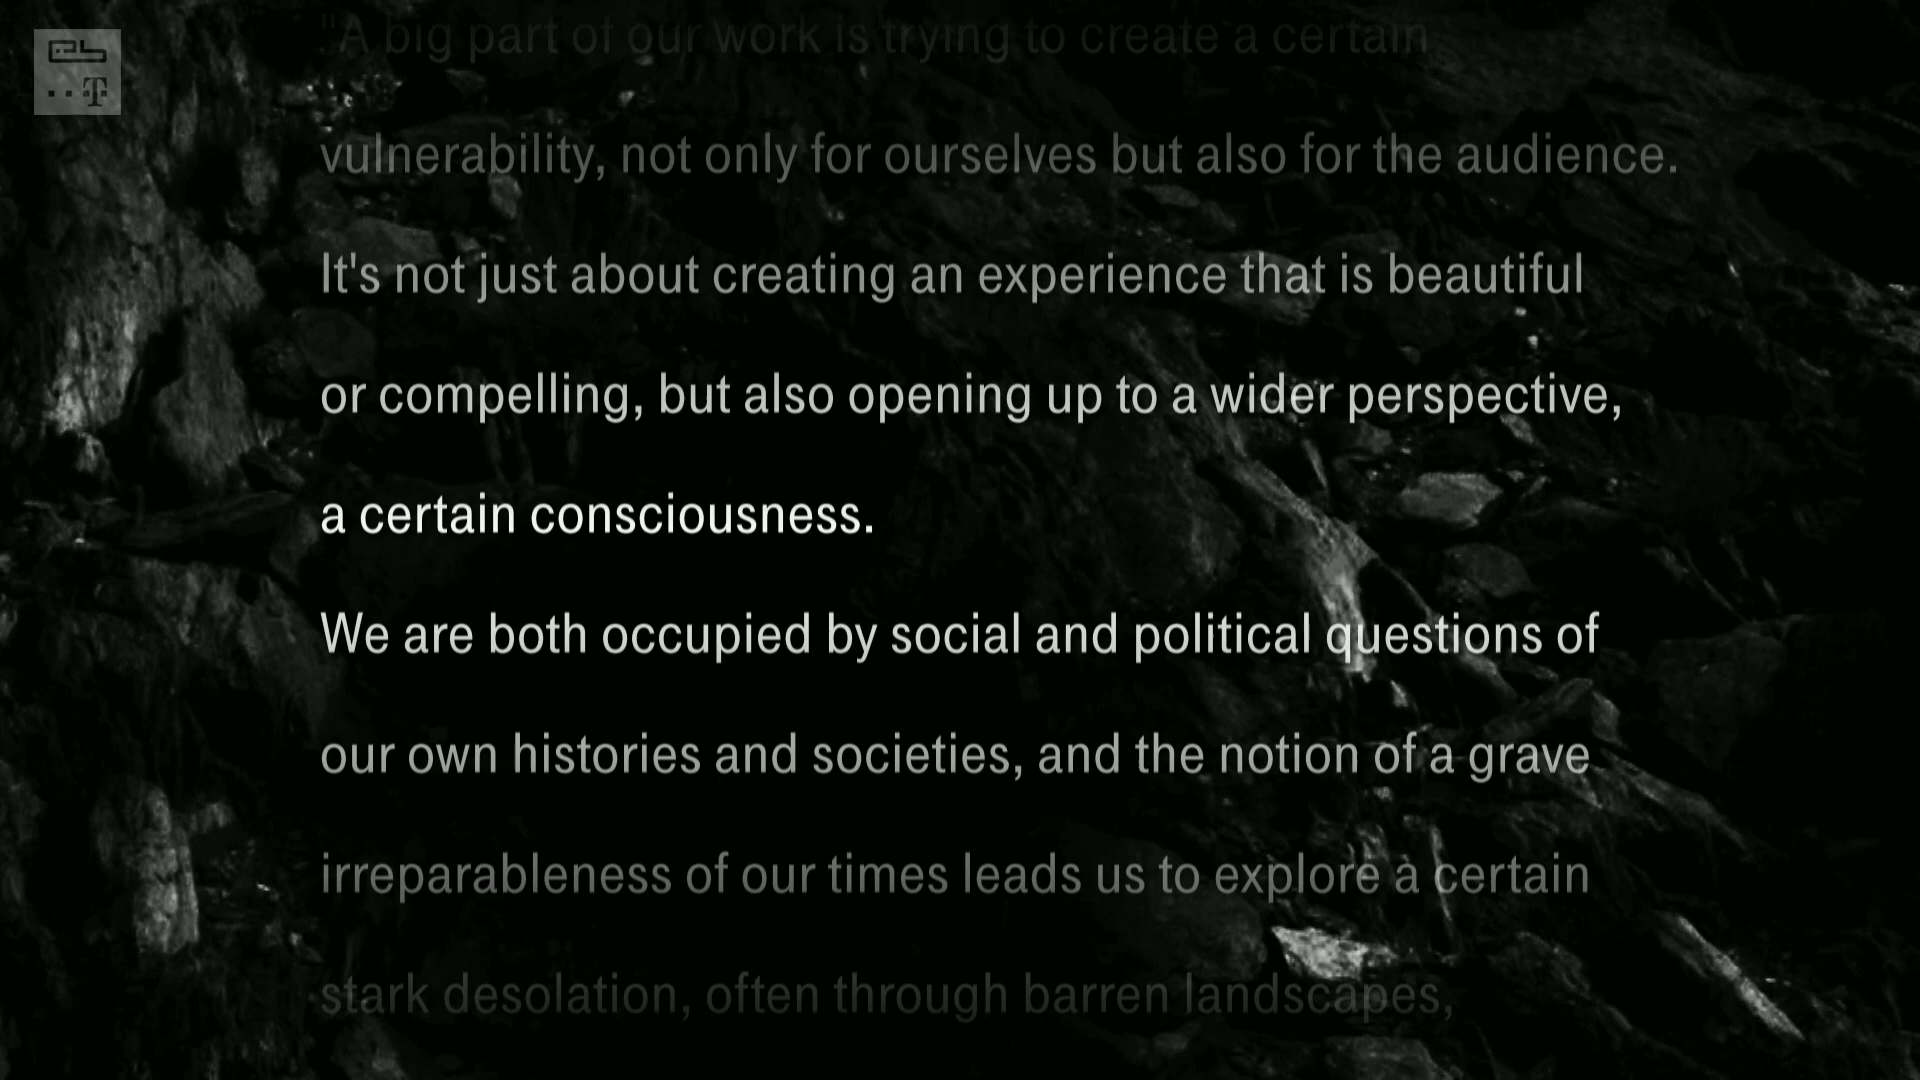 "A big part of our work is trying to create a certain
vulnerability, not only for ourselves but also for the audience.
It's not just about creating an experience that is beautiful
or compelling, but also opening up to a wider perspective,
a certain consciousness.
We are both occupied by social and political questions of
our own histories and societies, and the notion of a grave
irreparableness of our times leads us to explore a certain
stark desolation, often through barren landscapes,
eb
T